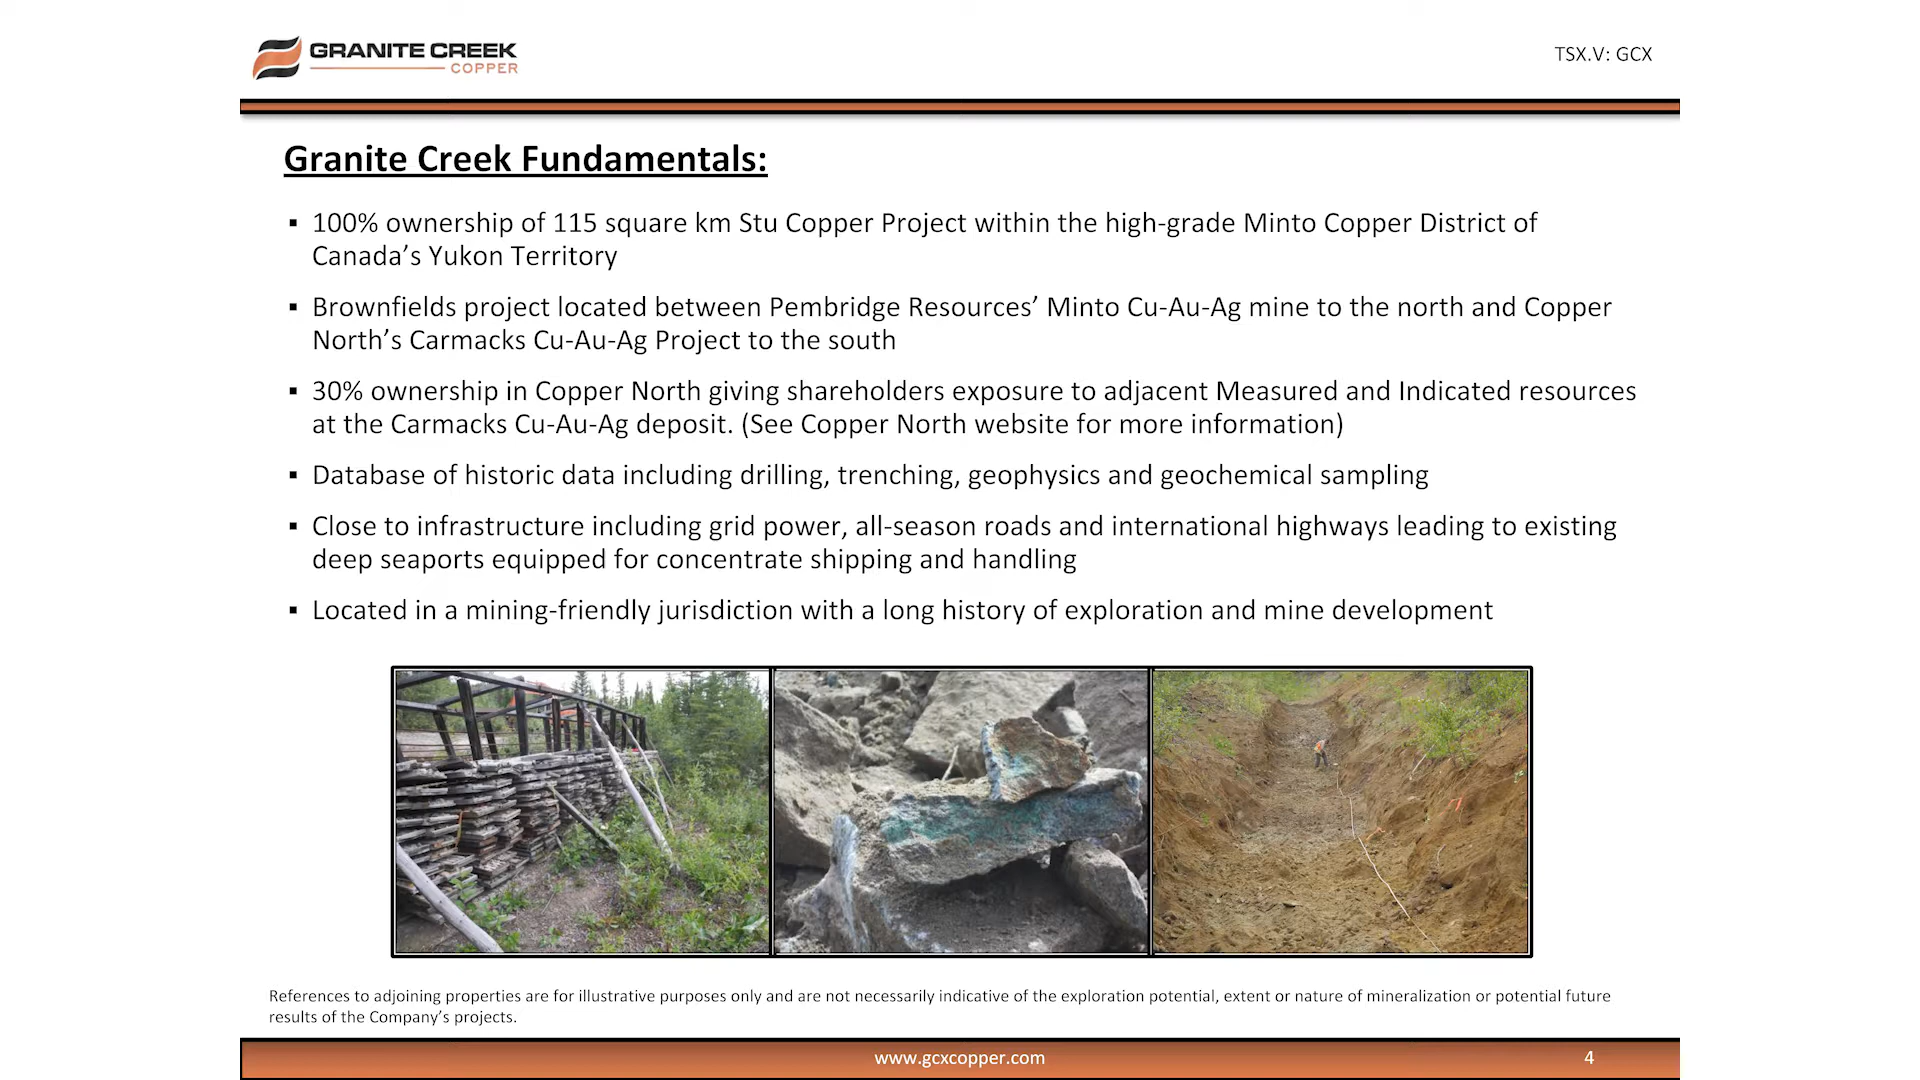 GRANITE CREEK
COPPER
TSX.V: GCX
Granite Creek Fundamentals:
▪ 100% ownership of 115 square km Stu Copper Project within the high-grade Minto Copper District of
Canada’s Yukon Territory
▪ Brownfields project located between Pembridge Resources’ Minto Cu-Au-Ag mine to the north and Copper
North’s Carmacks Cu-Au-Ag Project to the south
▪ 30% ownership in Copper North giving shareholders exposure to adjacent Measured and Indicated resources
at the Carmacks Cu-Au-Ag deposit. (See Copper North website for more information)
▪ Database of historic data including drilling, trenching, geophysics and geochemical sampling
▪ Close to infrastructure including grid power, all-season roads and international highways leading to existing
deep seaports equipped for concentrate shipping and handling
▪ Located in a mining-friendly jurisdiction with a long history of exploration and mine development
References to adjoining properties are for illustrative purposes only and are not necessarily indicative of the exploration potential, extent or nature of mineralization or potential future
results of the Company’s projects.
www.gcxcopper.com
4